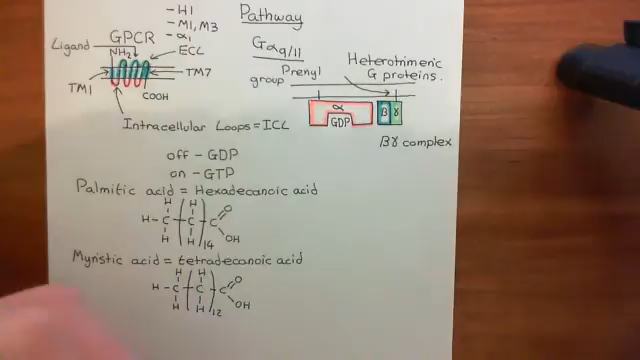 - H1
- M1, M3
- α1
Pathway
GPCR
Ligand
NH2
ECL
TM1
TM7
COOH
Gαq/11
Prenyl
group
Heterotrimeric
G proteins.
α
GDP
β
γ
βγ complex
Intracellular Loops = ICL
off - GDP
on - GTP
Palmitic acid = Hexadecanoic acid
H
H
H - C - C - C
O
OH
H
H
14
Myristic acid = tetradecanoic acid
H
H
H - C - C - C
O
OH
H
H
12